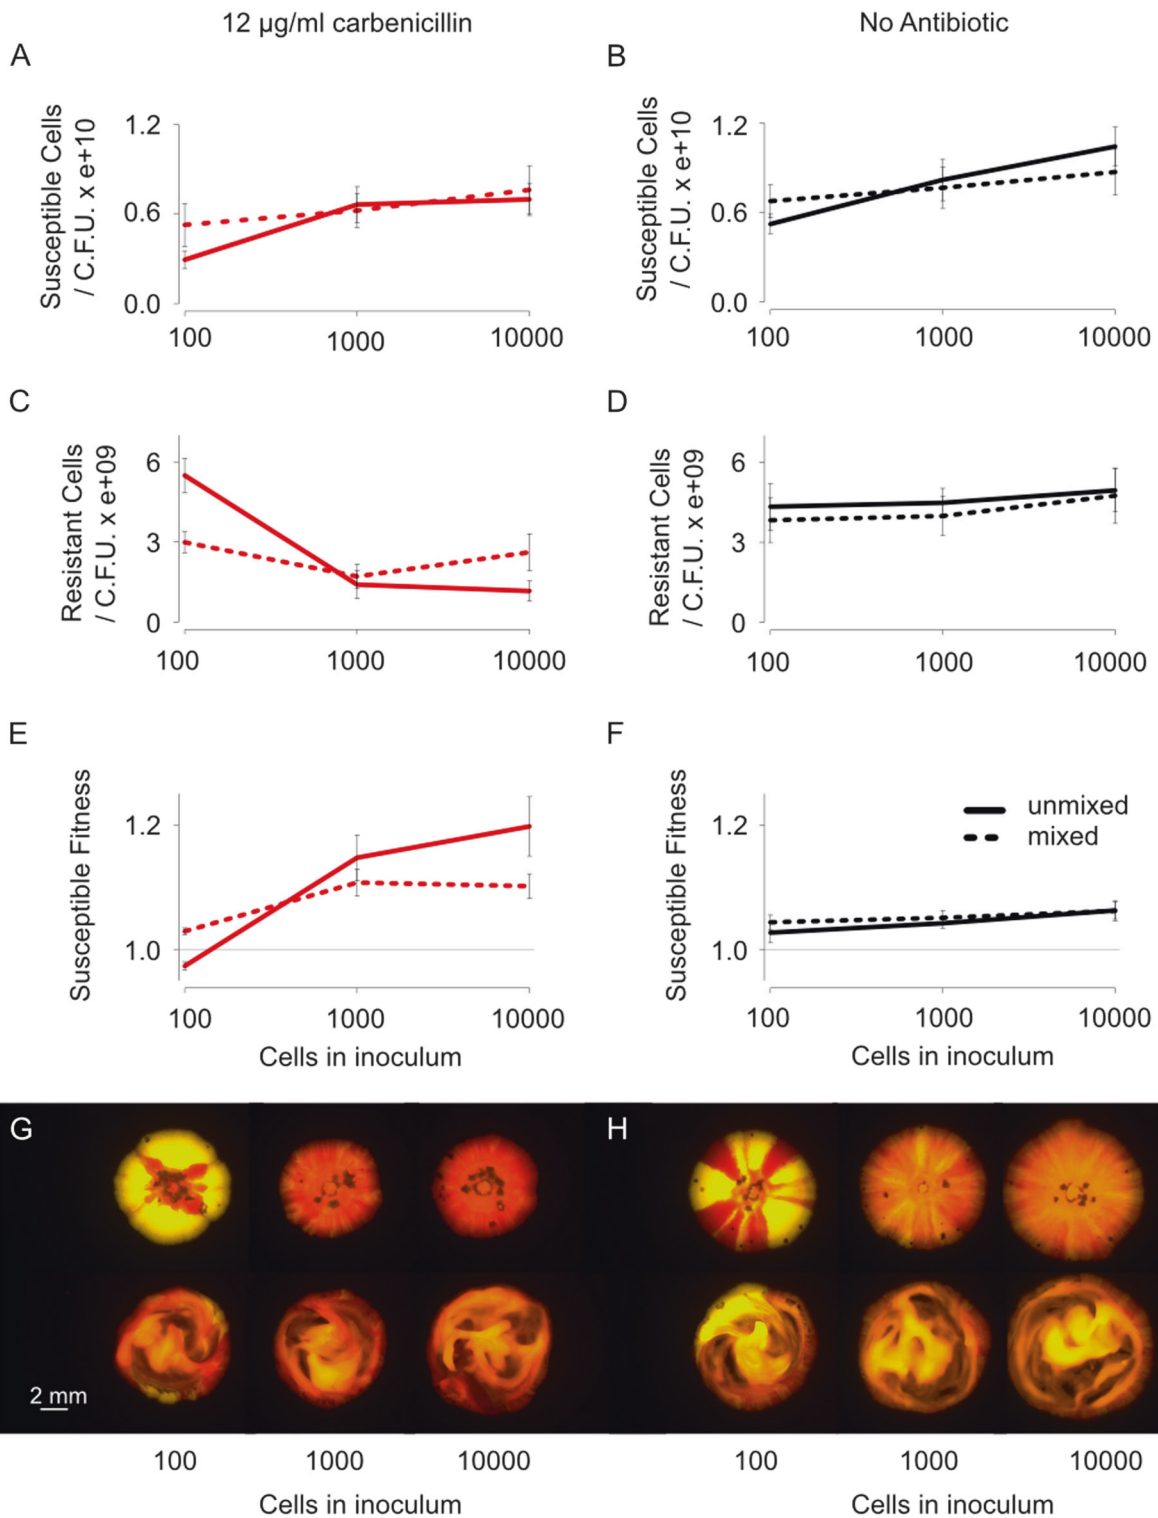 12 µg/ml carbenicillin
No Antibiotic
A
B
Susceptible Cells
/ C.F.U. x e+10
1.2
0.6
0.0
100
1000
10000
Susceptible Cells
/ C.F.U. x e+10
1.2
0.6
0.0
100
1000
10000
C
D
Resistant Cells
/ C.F.U. x e+09
6
3
0
100
1000
10000
Resistant Cells
/ C.F.U. x e+09
6
3
0
100
1000
10000
E
F
Susceptible Fitness
1.2
1.0
100
1000
10000
Cells in inoculum
Susceptible Fitness
1.2
1.0
unmixed
mixed
100
1000
10000
Cells in inoculum
G
H
2 mm
100
1000
10000
Cells in inoculum
100
1000
10000
Cells in inoculum